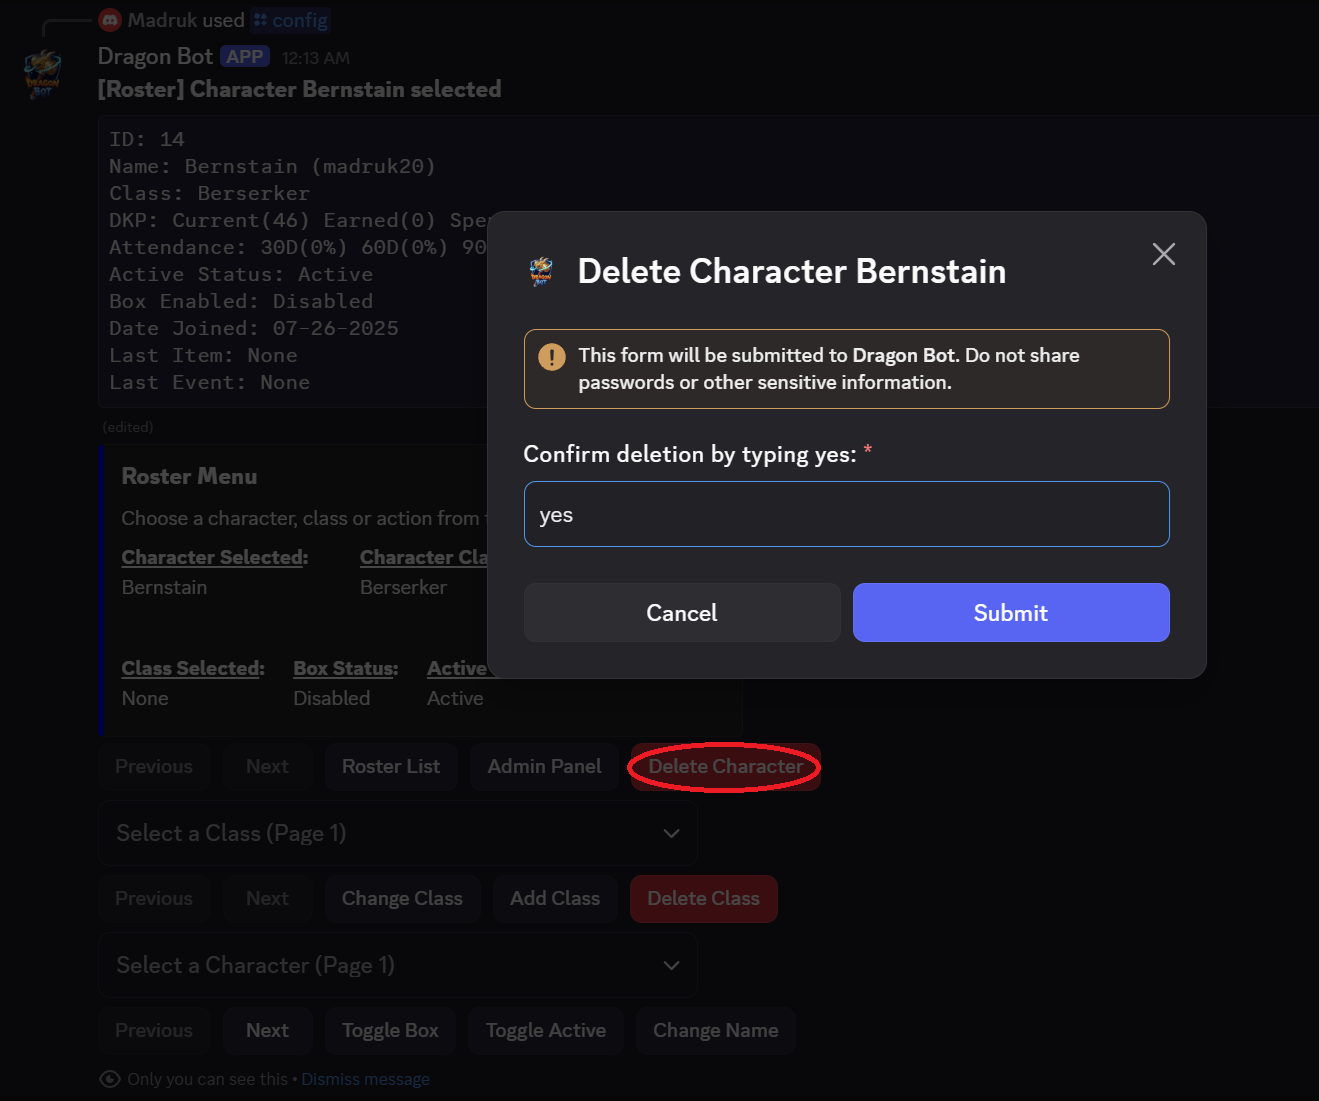 Madruk used config
Dragon Bot APP 12:13 AM
[Roster] Character Bernstain selected
ID: 14
Name: Bernstain (madruk20)
Class: Berserker
DKP: Current(46) Earned(0) Spe
Attendance: 30D(0%) 60D(0%) 90
Active Status: Active
Box Enabled: Disabled
Date Joined: 07-26-2025
Last Item: None
Last Event: None
(edited)
Roster Menu
Choose a character, class or action from
Character Selected: Character Cla
Bernstain Berserker
Class Selected: Box Status: Active
None Disabled Active
Delete Character Bernstain
This form will be submitted to Dragon Bot. Do not share
passwords or other sensitive information.
Confirm deletion by typing yes: *
yes
Cancel Submit
Previous Next Roster List Admin Panel Delete Character
Select a Class (Page 1)
Previous Next Change Class Add Class Delete Class
Select a Character (Page 1)
Previous Next Toggle Box Toggle Active Change Name
Only you can see this • Dismiss message